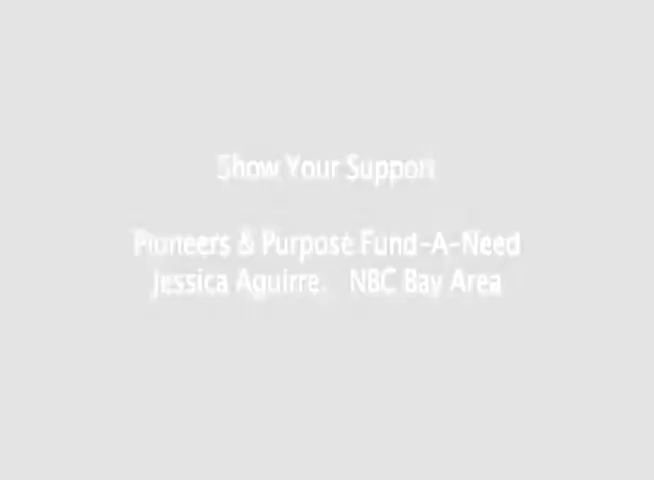 Show Your Support
Pioneers & Purpose Fund-A-Need
Jessica Aguirre, NBC Bay Area